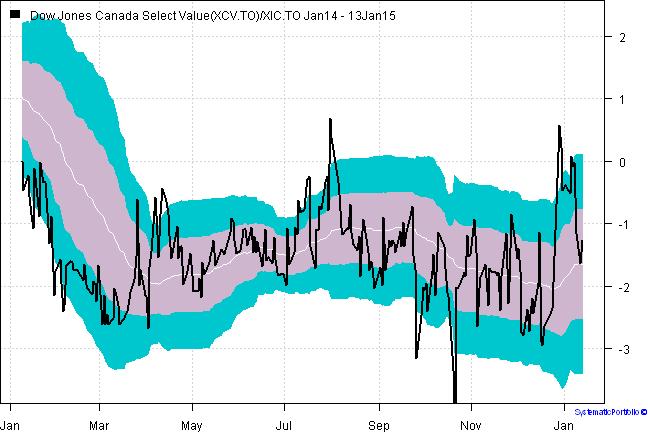 Dow Jones Canada Select Value(XCV.TO)/XIC.TO Jan14 - 13Jan15
2
1
0
-1
-2
-3
Jan Mar May Jul Sep Nov Jan
SystematicPortfolio ©